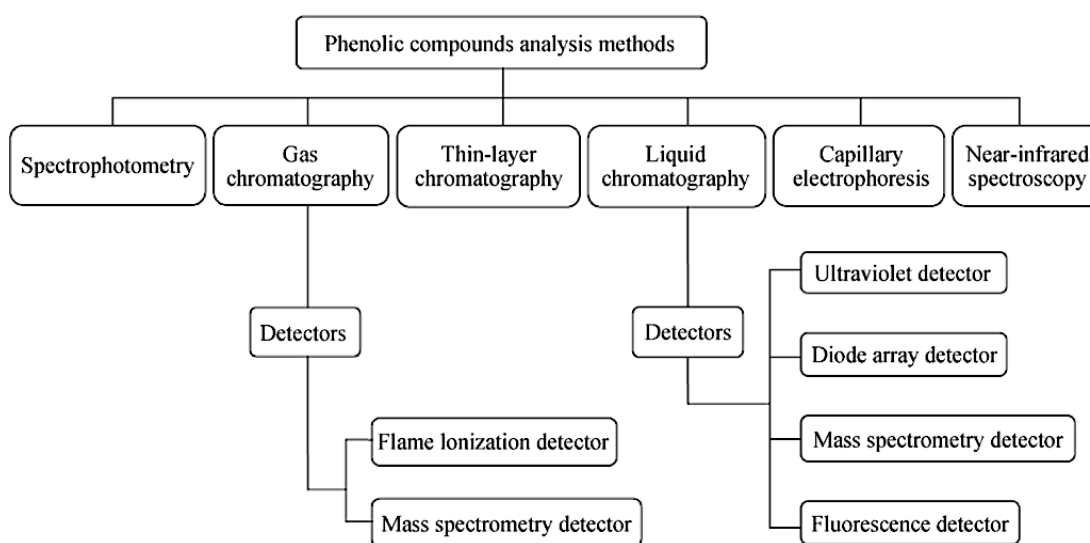 Phenolic compounds analysis methods
Spectrophotometry
Gas
chromatography
Thin-layer
chromatography
Liquid
chromatography
Capillary
electrophoresis
Near-infrared
spectroscopy
Detectors
Flame lonization detector
Mass spectrometry detector
Detectors
Ultraviolet detector
Diode array detector
Mass spectrometry detector
Fluorescence detector